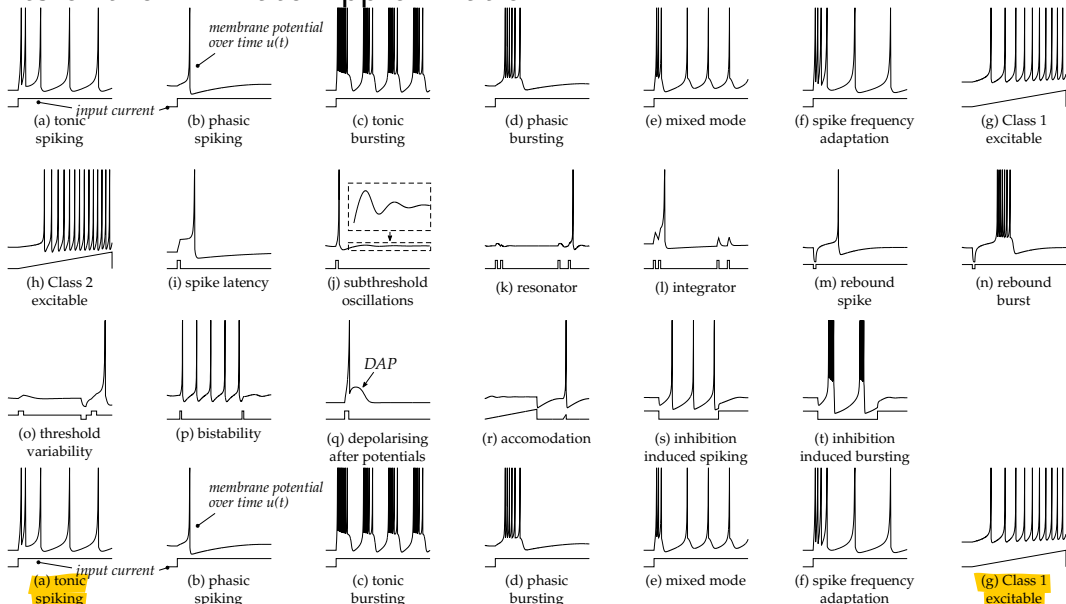 membrane potential
over time u(t)
input current
(a) tonic
spiking
(b) phasic
spiking
(c) tonic
bursting
(d) phasic
bursting
(e) mixed mode
(f) spike frequency
adaptation
(g) Class 1
excitable
(h) Class 2
excitable
(i) spike latency
(j) subthreshold
oscillations
(k) resonator
(l) integrator
(m) rebound
spike
(n) rebound
burst
DAP
(o) threshold
variability
(p) bistability
(q) depolarising
after potentials
(r) accomodation
(s) inhibition
induced spiking
(t) inhibition
induced bursting
membrane potential
over time u(t)
input current
(a) tonic
spiking
(b) phasic
spiking
(c) tonic
bursting
(d) phasic
bursting
(e) mixed mode
(f) spike frequency
adaptation
(g) Class 1
excitable